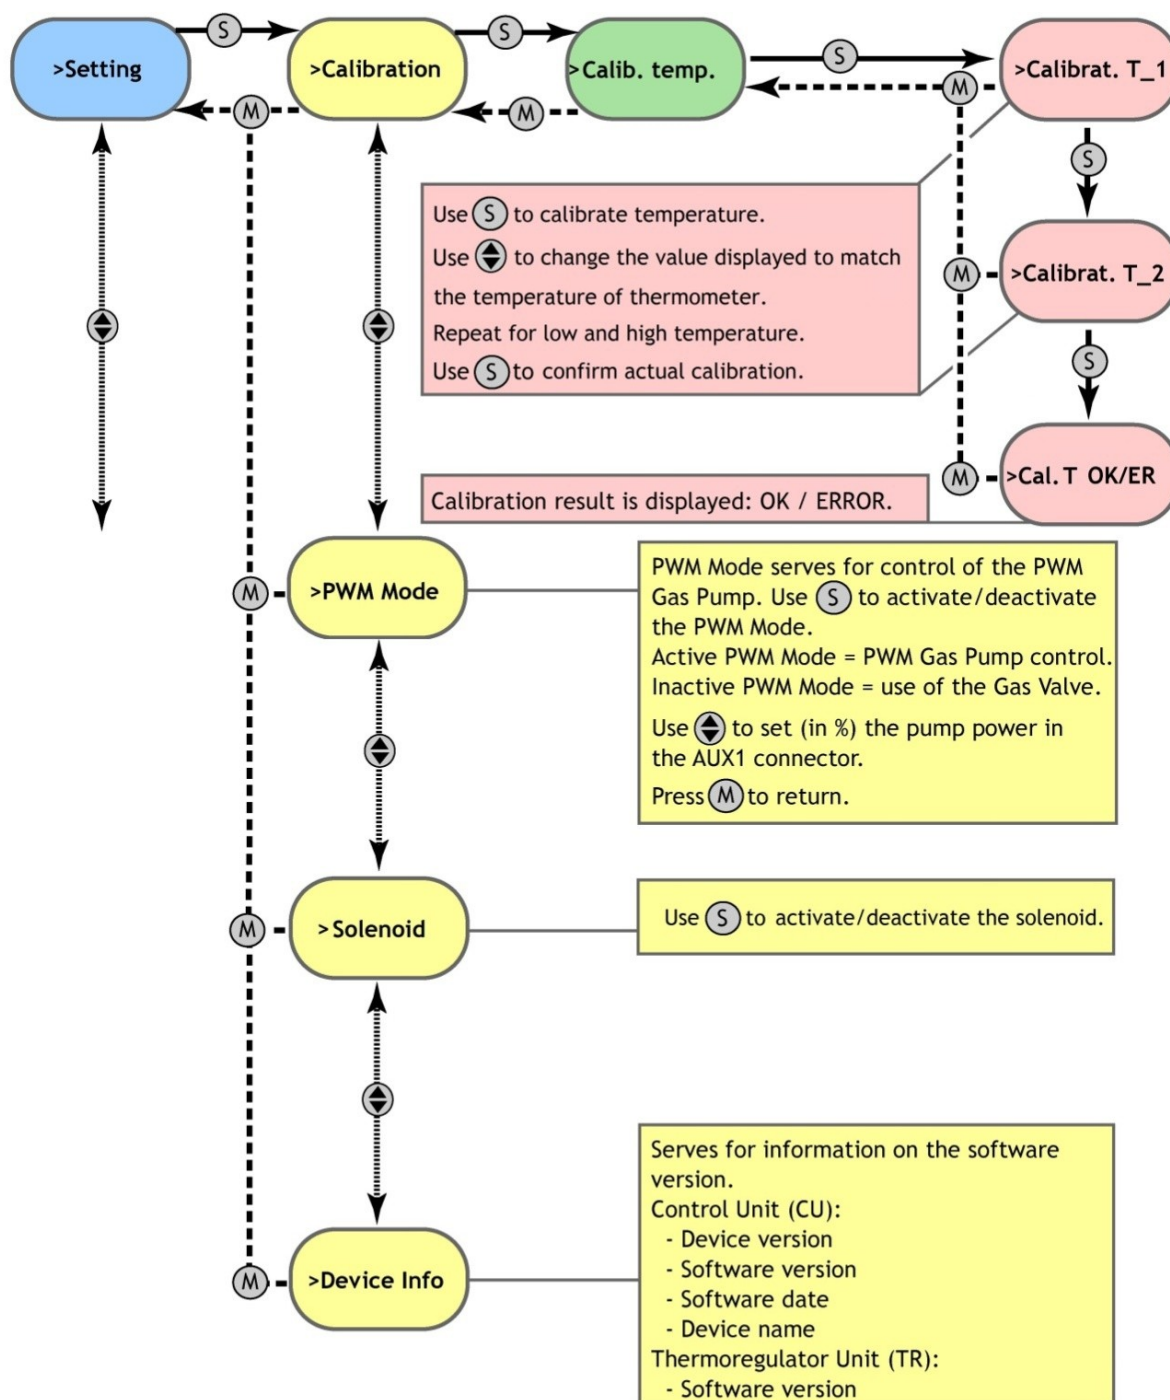 >Setting
S
>Calibration
S
>Calib. temp.
S
>Calibrat. T_1
M
M
M
S
Use S to calibrate temperature.
Use to change the value displayed to match
the temperature of thermometer.
Repeat for low and high temperature.
Use S to confirm actual calibration.
M
>Calibrat. T_2
S
M
>Cal. T OK/ER
Calibration result is displayed: OK / ERROR.
M
>PWM Mode
PWM Mode serves for control of the PWM
Gas Pump. Use S to activate/deactivate
the PWM Mode.
Active PWM Mode = PWM Gas Pump control.
Inactive PWM Mode = use of the Gas Valve.
Use to set (in %) the pump power in
the AUX1 connector.
Press M to return.
M
>Solenoid
Use S to activate/deactivate the solenoid.
M
>Device Info
Serves for information on the software
version.
Control Unit (CU):
- Device version
- Software version
- Software date
- Device name
Thermoregulator Unit (TR):
- Software version